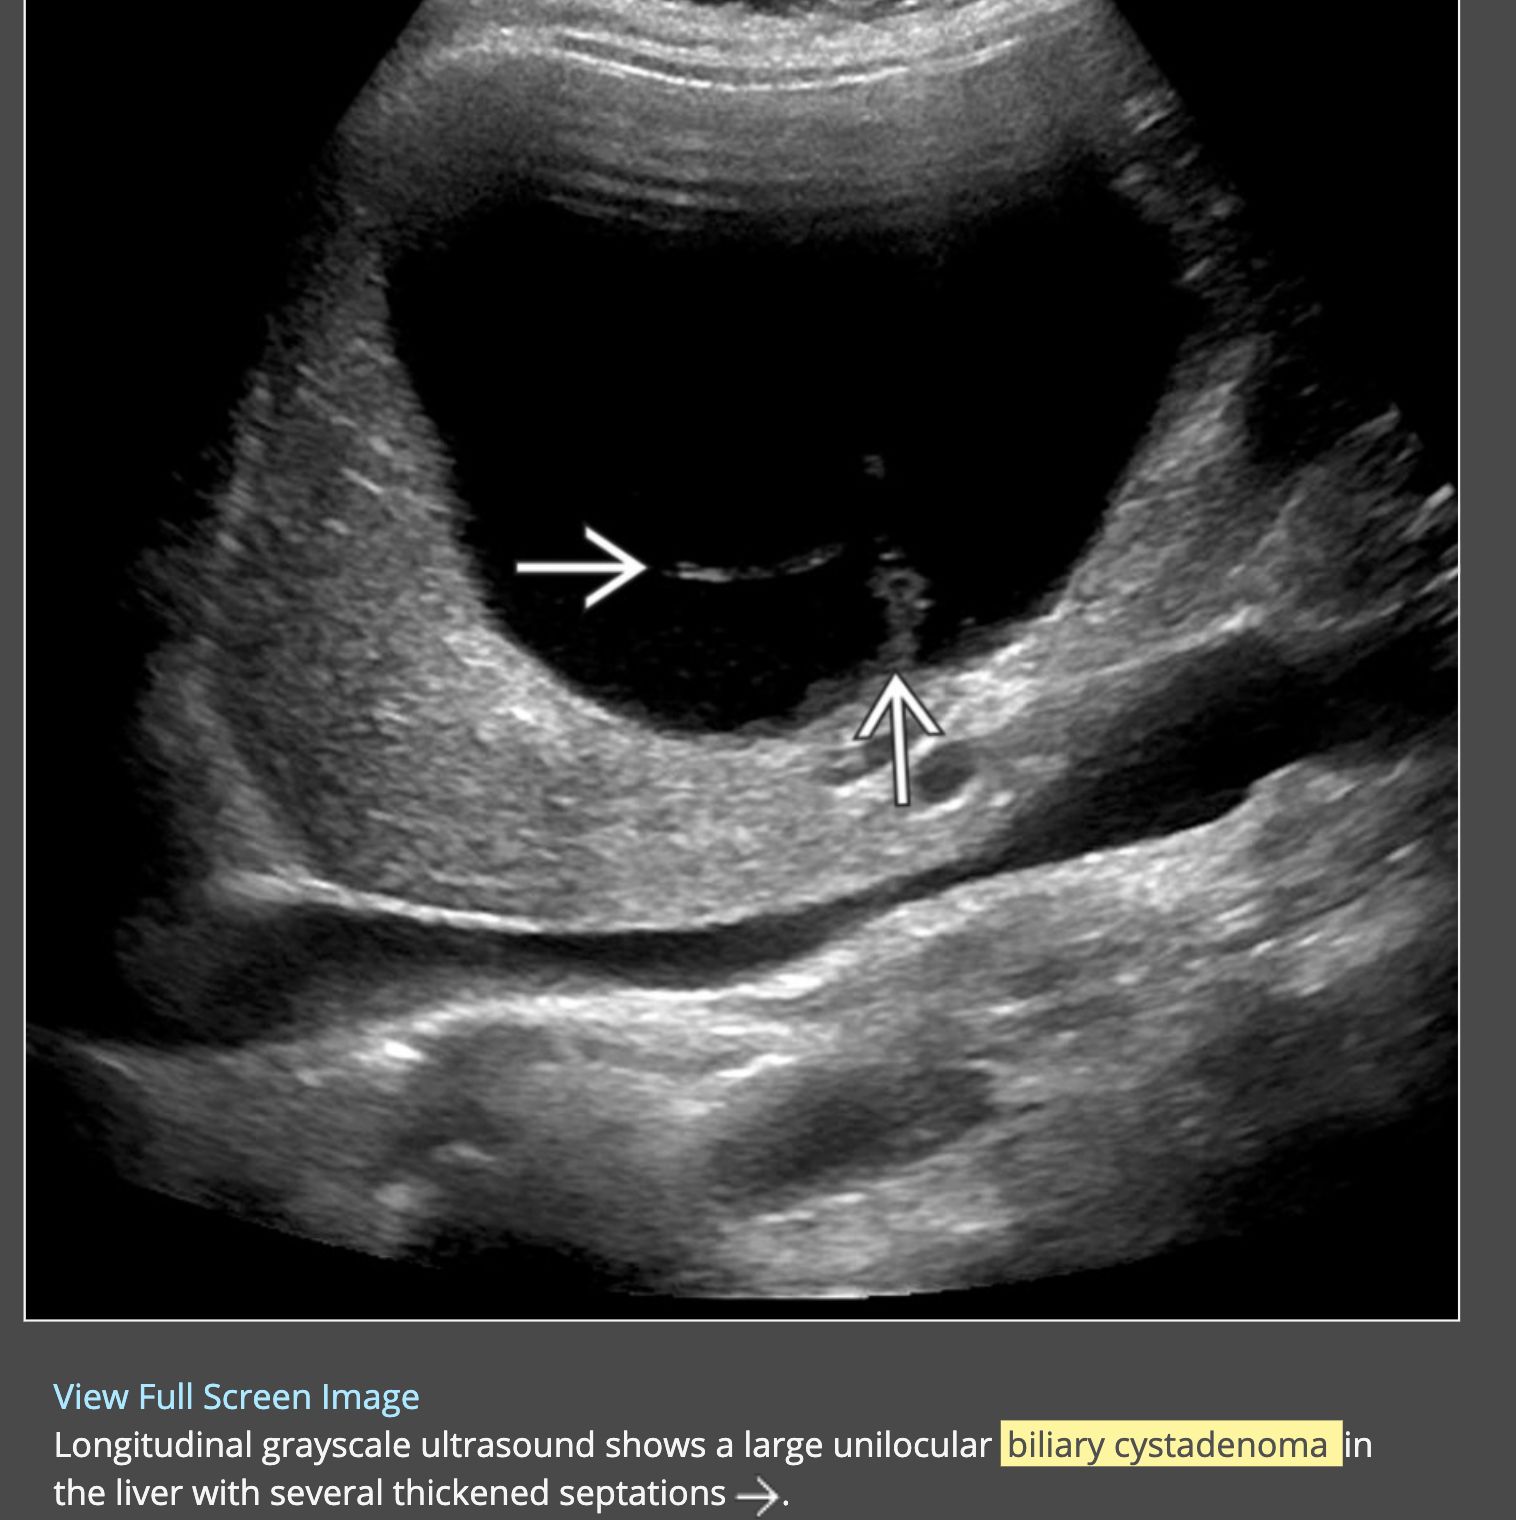 View Full Screen Image
Longitudinal grayscale ultrasound shows a large unilocular biliary cystadenoma in
the liver with several thickened septations →.